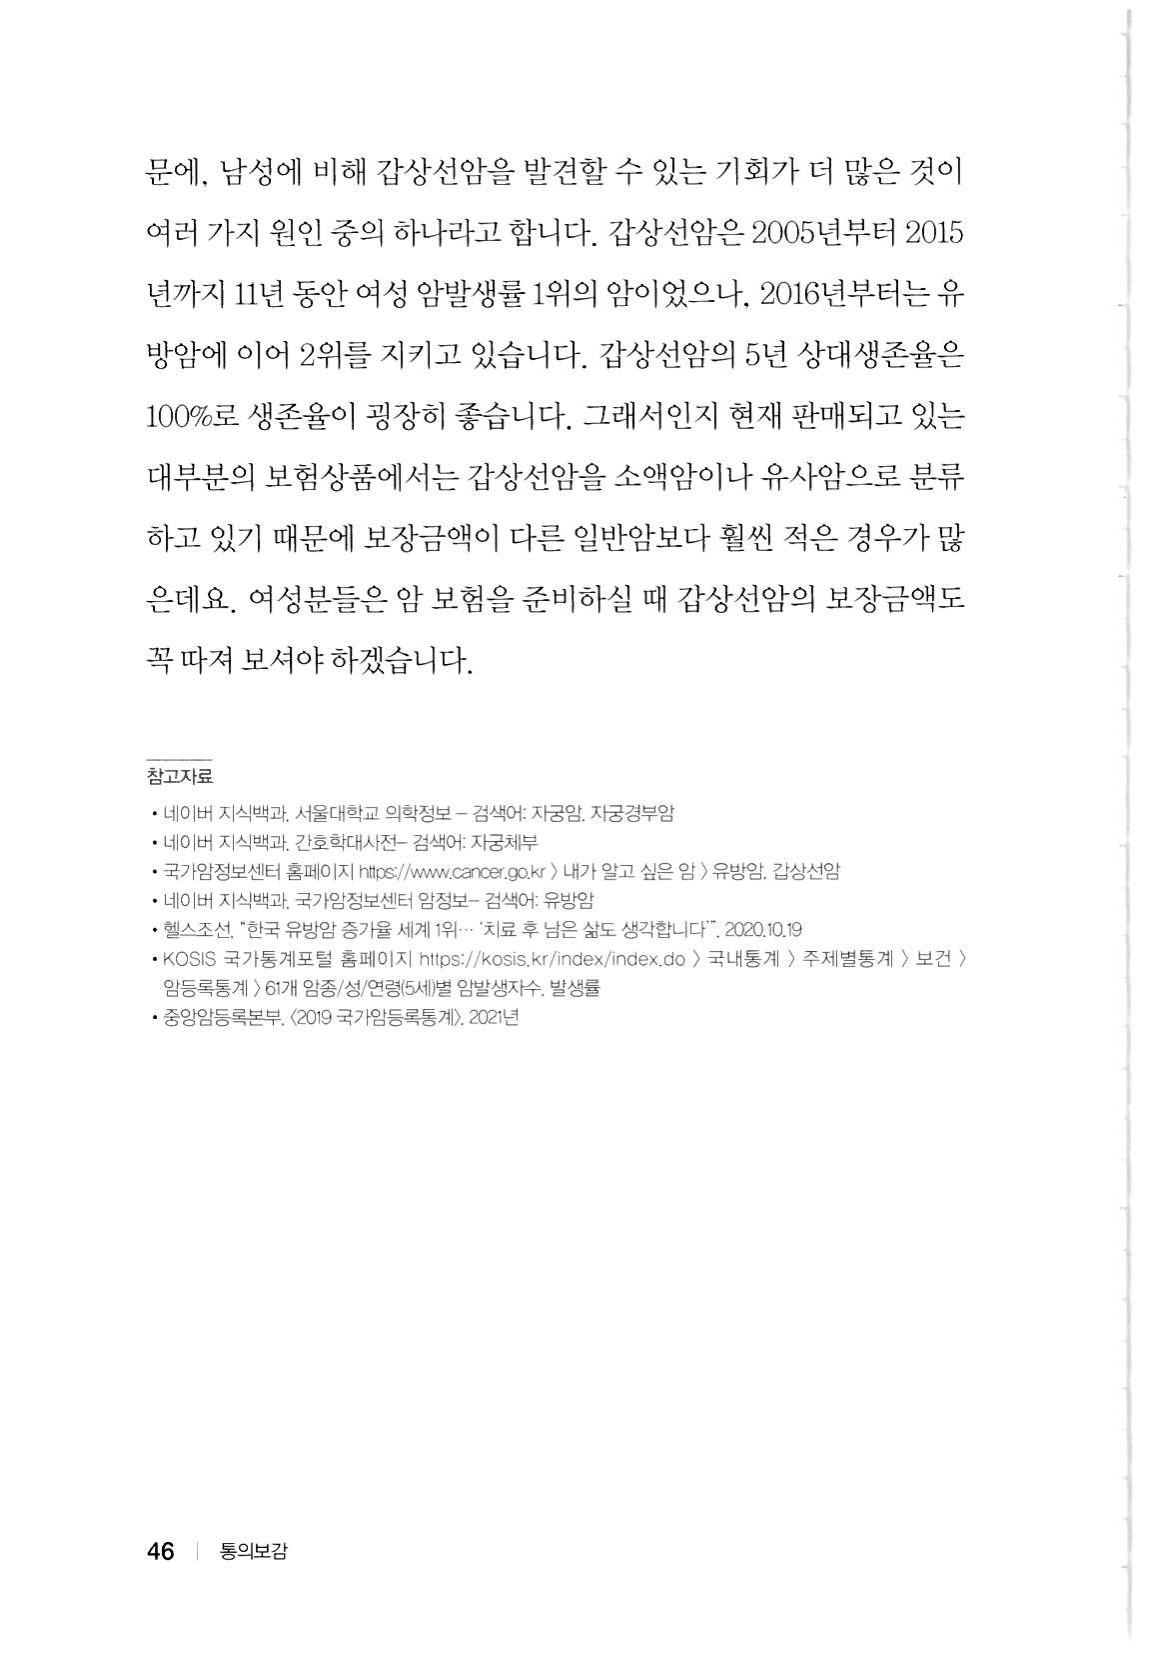 문에, 남성에 비해 갑상선암을 발견할 수 있는 기회가 더 많은 것이
여러 가지 원인 중의 하나라고 합니다. 갑상선암은 2005년부터 2015
년까지 11년 동안 여성 암발생률 1위의 암이었으나, 2016년부터는 유
방암에 이어 2위를 지키고 있습니다. 갑상선암의 5년 상대생존율은
100%로 생존율이 굉장히 좋습니다. 그래서인지 현재 판매되고 있는
대부분의 보험상품에서는 갑상선암을 소액암이나 유사암으로 분류
하고 있기 때문에 보장금액이 다른 일반암보다 훨씬 적은 경우가 많
은데요. 여성분들은 암 보험을 준비하실 때 갑상선암의 보장금액도
꼭 따져 보셔야 하겠습니다.
참고자료
• 네이버 지식백과, 서울대학교 의학정보 – 검색어: 자궁암, 자궁경부암
• 네이버 지식백과, 간호학대사전– 검색어: 자궁체부
• 국가암정보센터 홈페이지 https://www.cancer.go.kr > 내가 알고 싶은 암 > 유방암, 갑상선암
• 네이버 지식백과, 국가암정보센터 암정보– 검색어: 유방암
• 헬스조선, “한국 유방암 증가율 세계 1위… ‘치료 후 남은 삶도 생각합니다’”, 2020.10.19
• KOSIS 국가통계포털 홈페이지 https://kosis.kr/index/index.do > 국내통계 > 주제별통계 > 보건 >
암등록통계 > 61개 암종/성/연령(5세)별 암발생자수, 발생률
• 중앙암등록본부, 〈2019 국가암등록통계〉, 2021년
46 | 통의보감